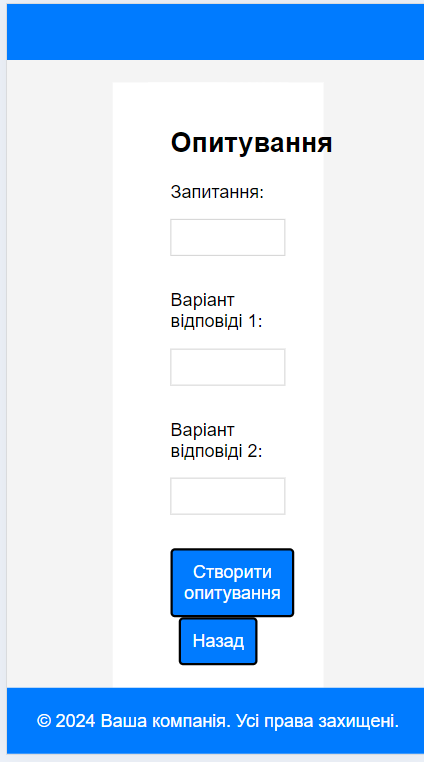 Опитування
Запитання:
Варіант
відповіді 1:
Варіант
відповіді 2:
Створити
опитування
Назад
© 2024 Ваша компанія. Усі права захищені.